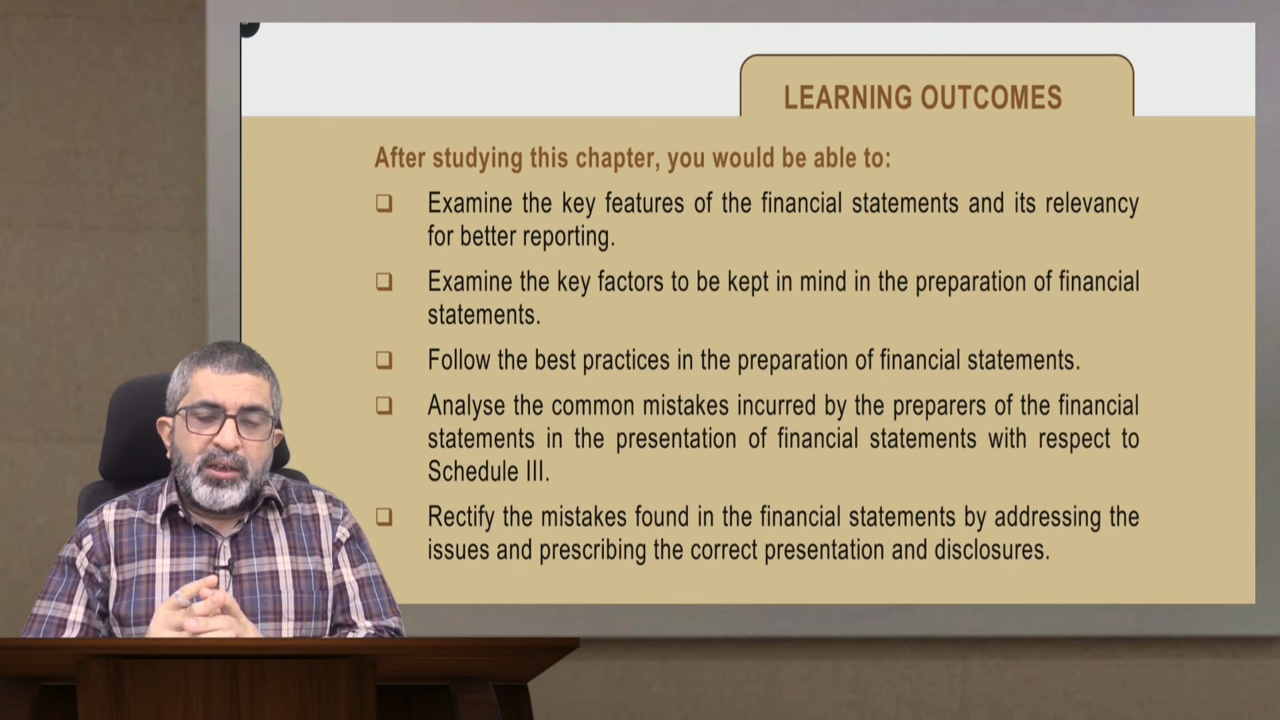 LEARNING OUTCOMES
After studying this chapter, you would be able to:
❑ Examine the key features of the financial statements and its relevancy
for better reporting.
❑ Examine the key factors to be kept in mind in the preparation of financial
statements.
❑ Follow the best practices in the preparation of financial statements.
❑ Analyse the common mistakes incurred by the preparers of the financial
statements in the presentation of financial statements with respect to
Schedule III.
❑ Rectify the mistakes found in the financial statements by addressing the
issues and prescribing the correct presentation and disclosures.